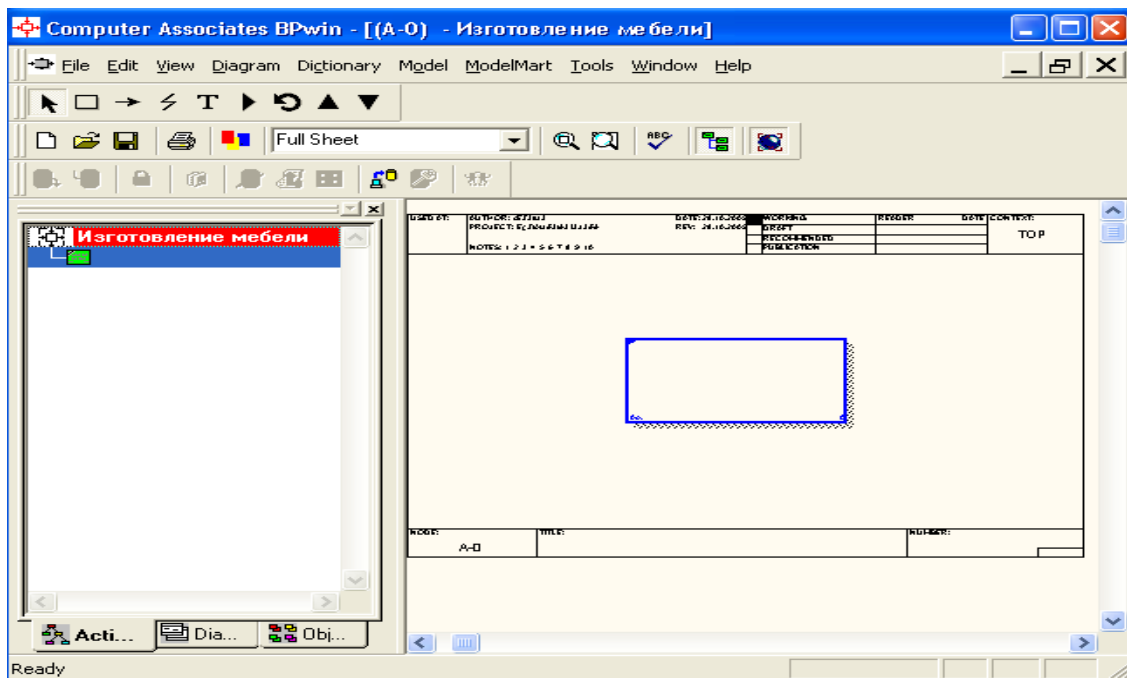 Computer Associates BPwin - [(A-0) - Изготовление мебели]
File Edit View Diagram Dictionary Model ModelMart Tools Window Help
T
Full Sheet
ABC
Изготовление мебели
USED AT: AUTHOR: DATE: WORKING READER DATE CONTEXT:
PROJECT: REV: DRAFT
TOP
RECOMMENDED
NOTES: 1 2 3 4 5 6 7 8 9 10 PUBLICATION
NODE: TITLE: NUMBER:
A-0
Acti... Dia... Obj...
Ready